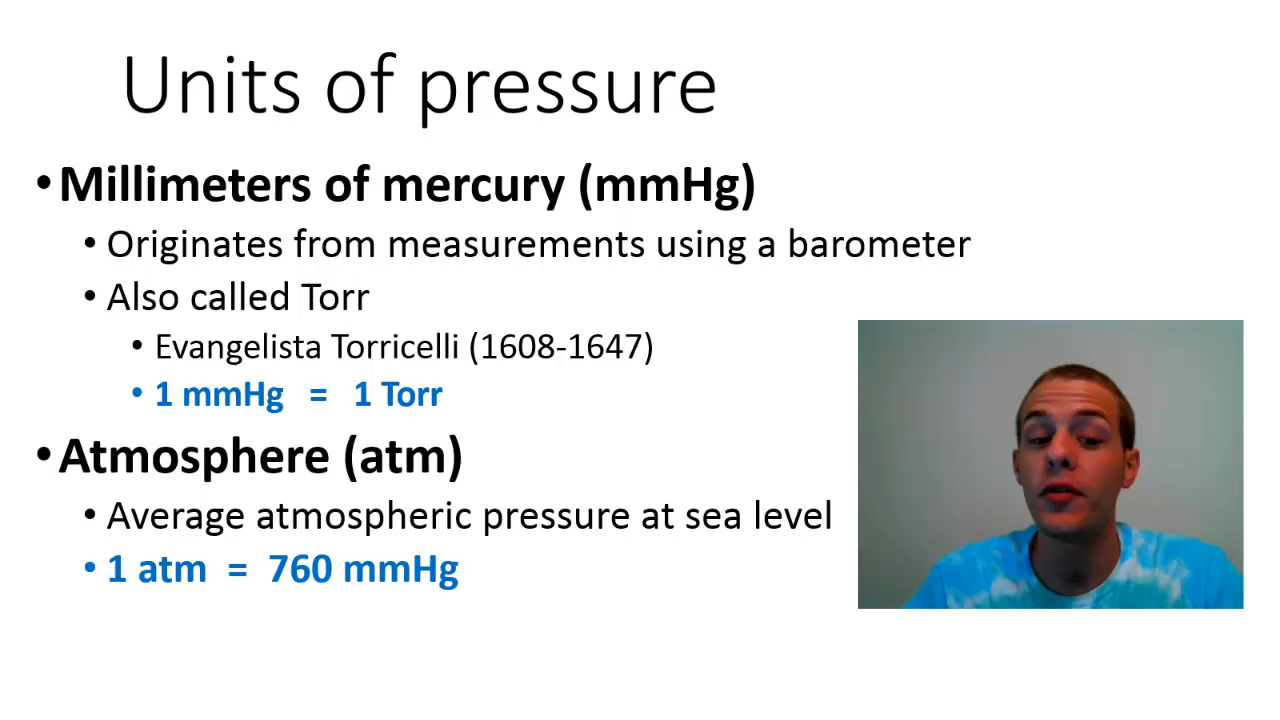 Units of pressure
• Millimeters of mercury (mmHg)
• Originates from measurements using a barometer
• Also called Torr
• Evangelista Torricelli (1608-1647)
• 1 mmHg = 1 Torr
• Atmosphere (atm)
• Average atmospheric pressure at sea level
• 1 atm = 760 mmHg